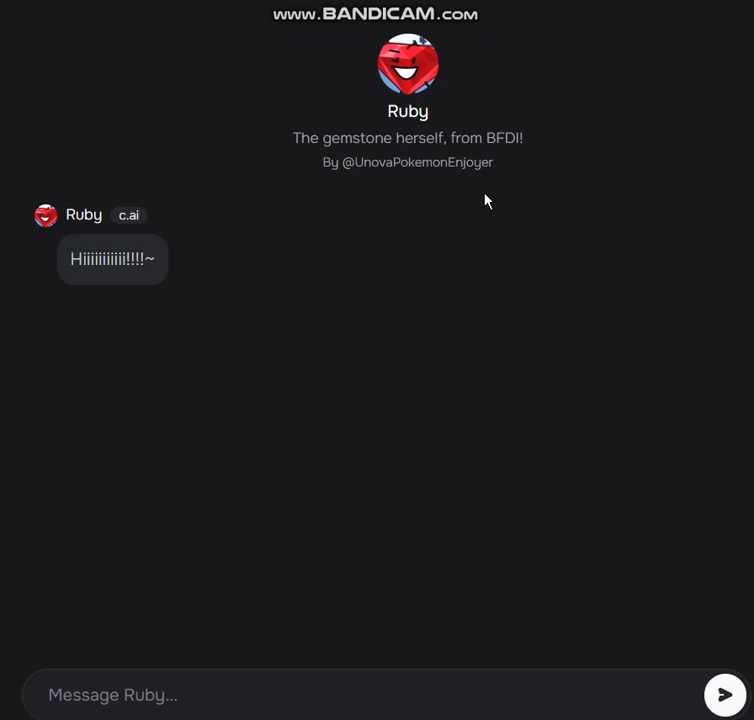 www.BANDICAM.com
Ruby
The gemstone herself, from BFDI!
By @UnovaPokemonEnjoyer
Ruby c.ai
Hiiiiiiiiiii!!!!~
Message Ruby...